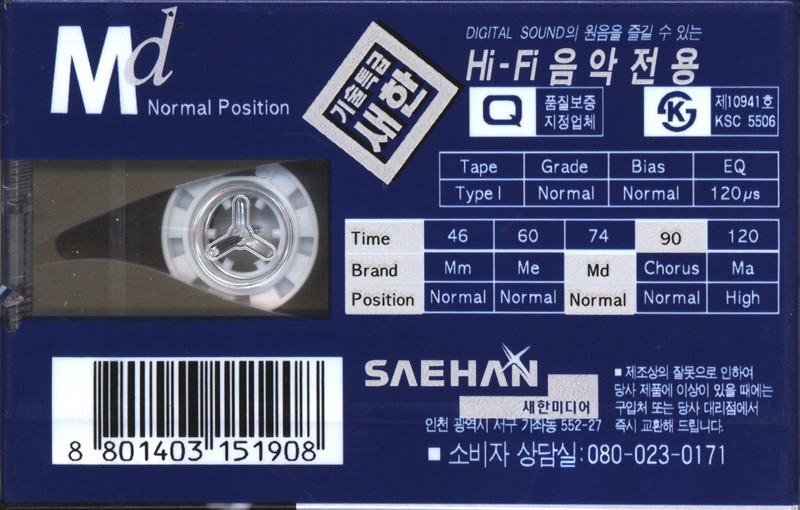 Md
Normal Position
기술특급
새한
DIGITAL SOUND의 원음을 즐길 수 있는
Hi-Fi 음악전용
Q 품질보증
지정업체
제10941호
KSC 5506
Tape Grade Bias EQ
Type I Normal Normal 120μs
Time 46 60 74 90 120
Brand Mm Me Md Chorus Ma
Position Normal Normal Normal Normal High
SAEHAN
새한미디어
인천 광역시 서구 가좌동 552-27
■ 제조상의 잘못으로 인하여
당사 제품에 이상이 있을 때에는
구입처 또는 당사 대리점에서
즉시 교환해 드립니다.
■ 소비자 상담실:080-023-0171
8 801403 151908